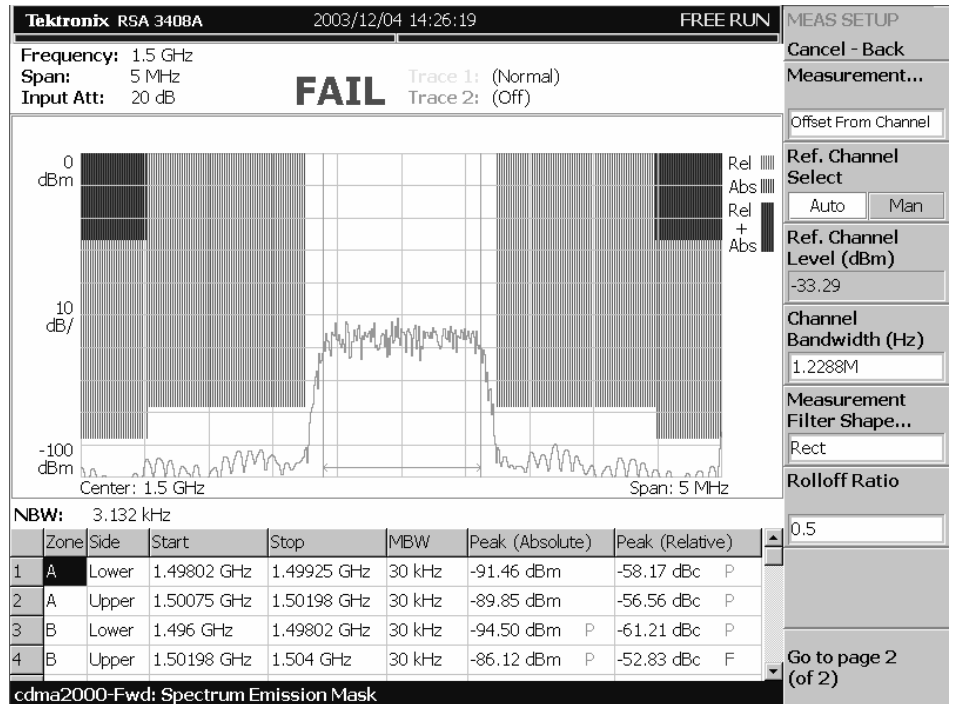 Tektronix RSA 3408A 2003/12/04 14:26:19 FREE RUN
Frequency: 1.5 GHz
Span: 5 MHz
Input Att: 20 dB
FAIL
Trace 1: (Normal)
Trace 2: (Off)
0
dBm
10
dB/
-100
dBm
Rel
Abs
Rel
+
Abs
Center: 1.5 GHz Span: 5 MHz
NBW: 3.132 kHz
Zone Side Start Stop MBW Peak (Absolute) Peak (Relative)
1 A Lower 1.49802 GHz 1.49925 GHz 30 kHz -91.46 dBm -58.17 dBc P
2 A Upper 1.50075 GHz 1.50198 GHz 30 kHz -89.85 dBm -56.56 dBc P
3 B Lower 1.496 GHz 1.49802 GHz 30 kHz -94.50 dBm P -61.21 dBc P
4 B Upper 1.50198 GHz 1.504 GHz 30 kHz -86.12 dBm P -52.83 dBc F
cdma2000-Fwd: Spectrum Emission Mask
MEAS SETUP
Cancel - Back
Measurement...
Offset From Channel
Ref. Channel
Select
Auto Man
Ref. Channel
Level (dBm)
-33.29
Channel
Bandwidth (Hz)
1.2288M
Measurement
Filter Shape...
Rect
Rolloff Ratio
0.5
Go to page 2
(of 2)